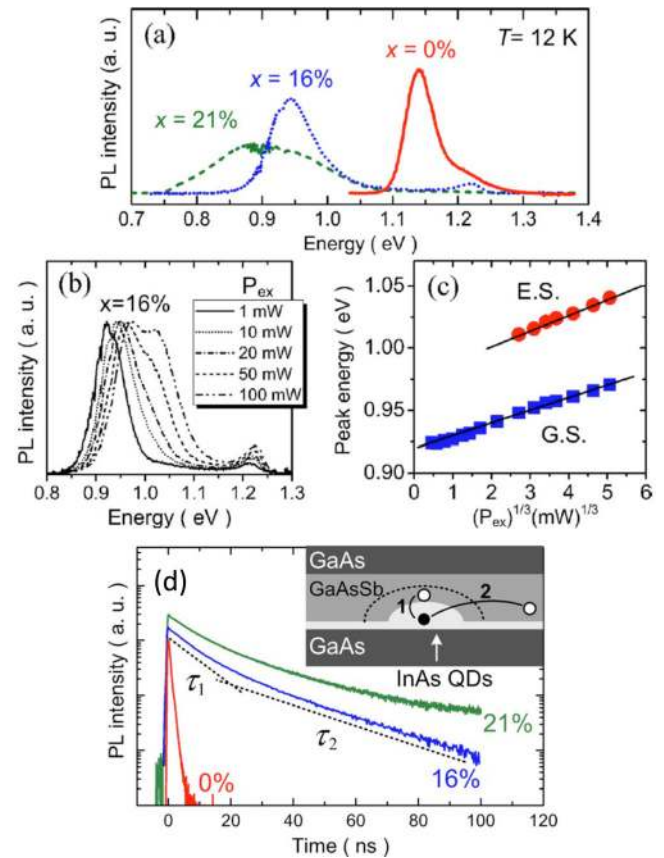 (a)
T= 12 K
x = 0%
x = 16%
x = 21%
PL intensity (a. u.)
0.7 0.8 0.9 1.0 1.1 1.2 1.3 1.4
Energy ( eV )
(b)
x=16%
P_ex
1 mW
10 mW
20 mW
50 mW
100 mW
PL intensity ( a. u. )
0.8 0.9 1.0 1.1 1.2 1.3
Energy ( eV )
(c)
E.S.
G.S.
Peak energy ( eV )
1.05
1.00
0.95
0.90
0 1 2 3 4 5 6
(P_ex)^1/3 (mW)^1/3
(d)
GaAs
GaAsSb
1
2
GaAs
InAs QDs
τ1
τ2
0%
21%
16%
PL intensity ( a. u. )
0 20 40 60 80 100 120
Time ( ns )